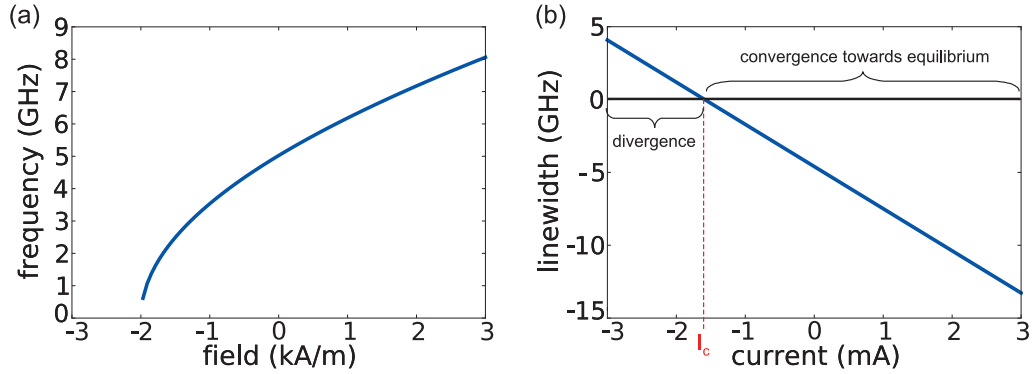 (a)
9
8
7
6
5
4
3
2
1
0
frequency (GHz)
-3 -2 -1 0 1 2 3
field (kA/m)
(b)
5
0
-5
-10
-15
linewidth (GHz)
convergence towards equilibrium
divergence
-3 -2 -1 0 1 2 3
Ic
current (mA)